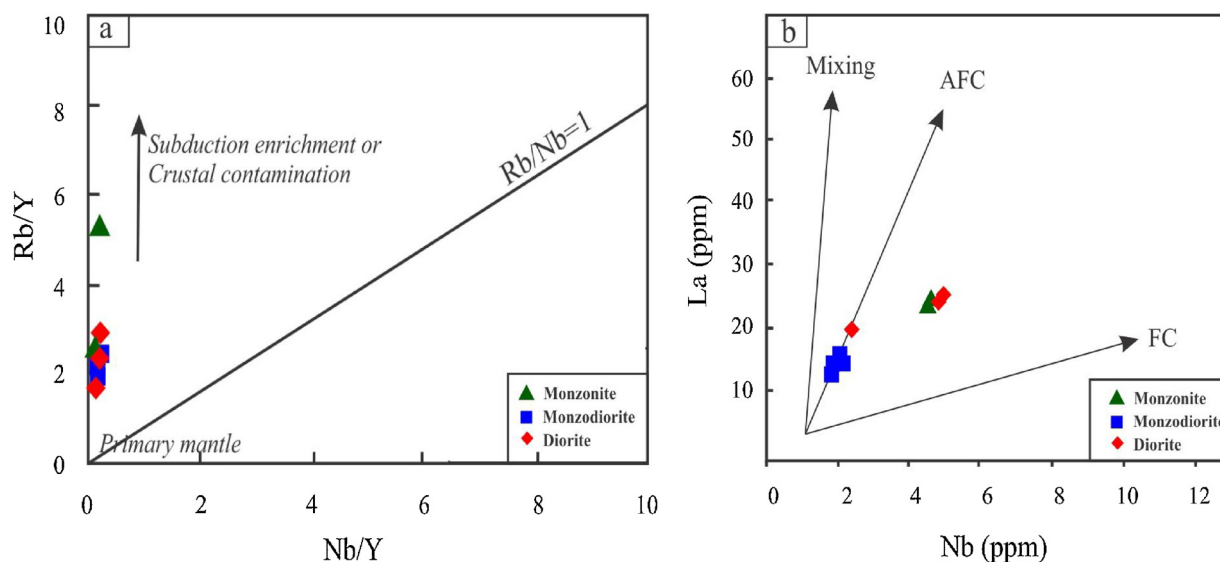 a
10
8
6
4
2
0
Rb/Y
Subduction enrichment or
Crustal contamination
Rb/Nb=1
Primary mantle
Monzonite
Monzodiorite
Diorite
0 2 4 6 8 10
Nb/Y
b
60
50
40
30
20
10
La (ppm)
Mixing
AFC
FC
Monzonite
Monzodiorite
Diorite
0 2 4 6 8 10 12
Nb (ppm)